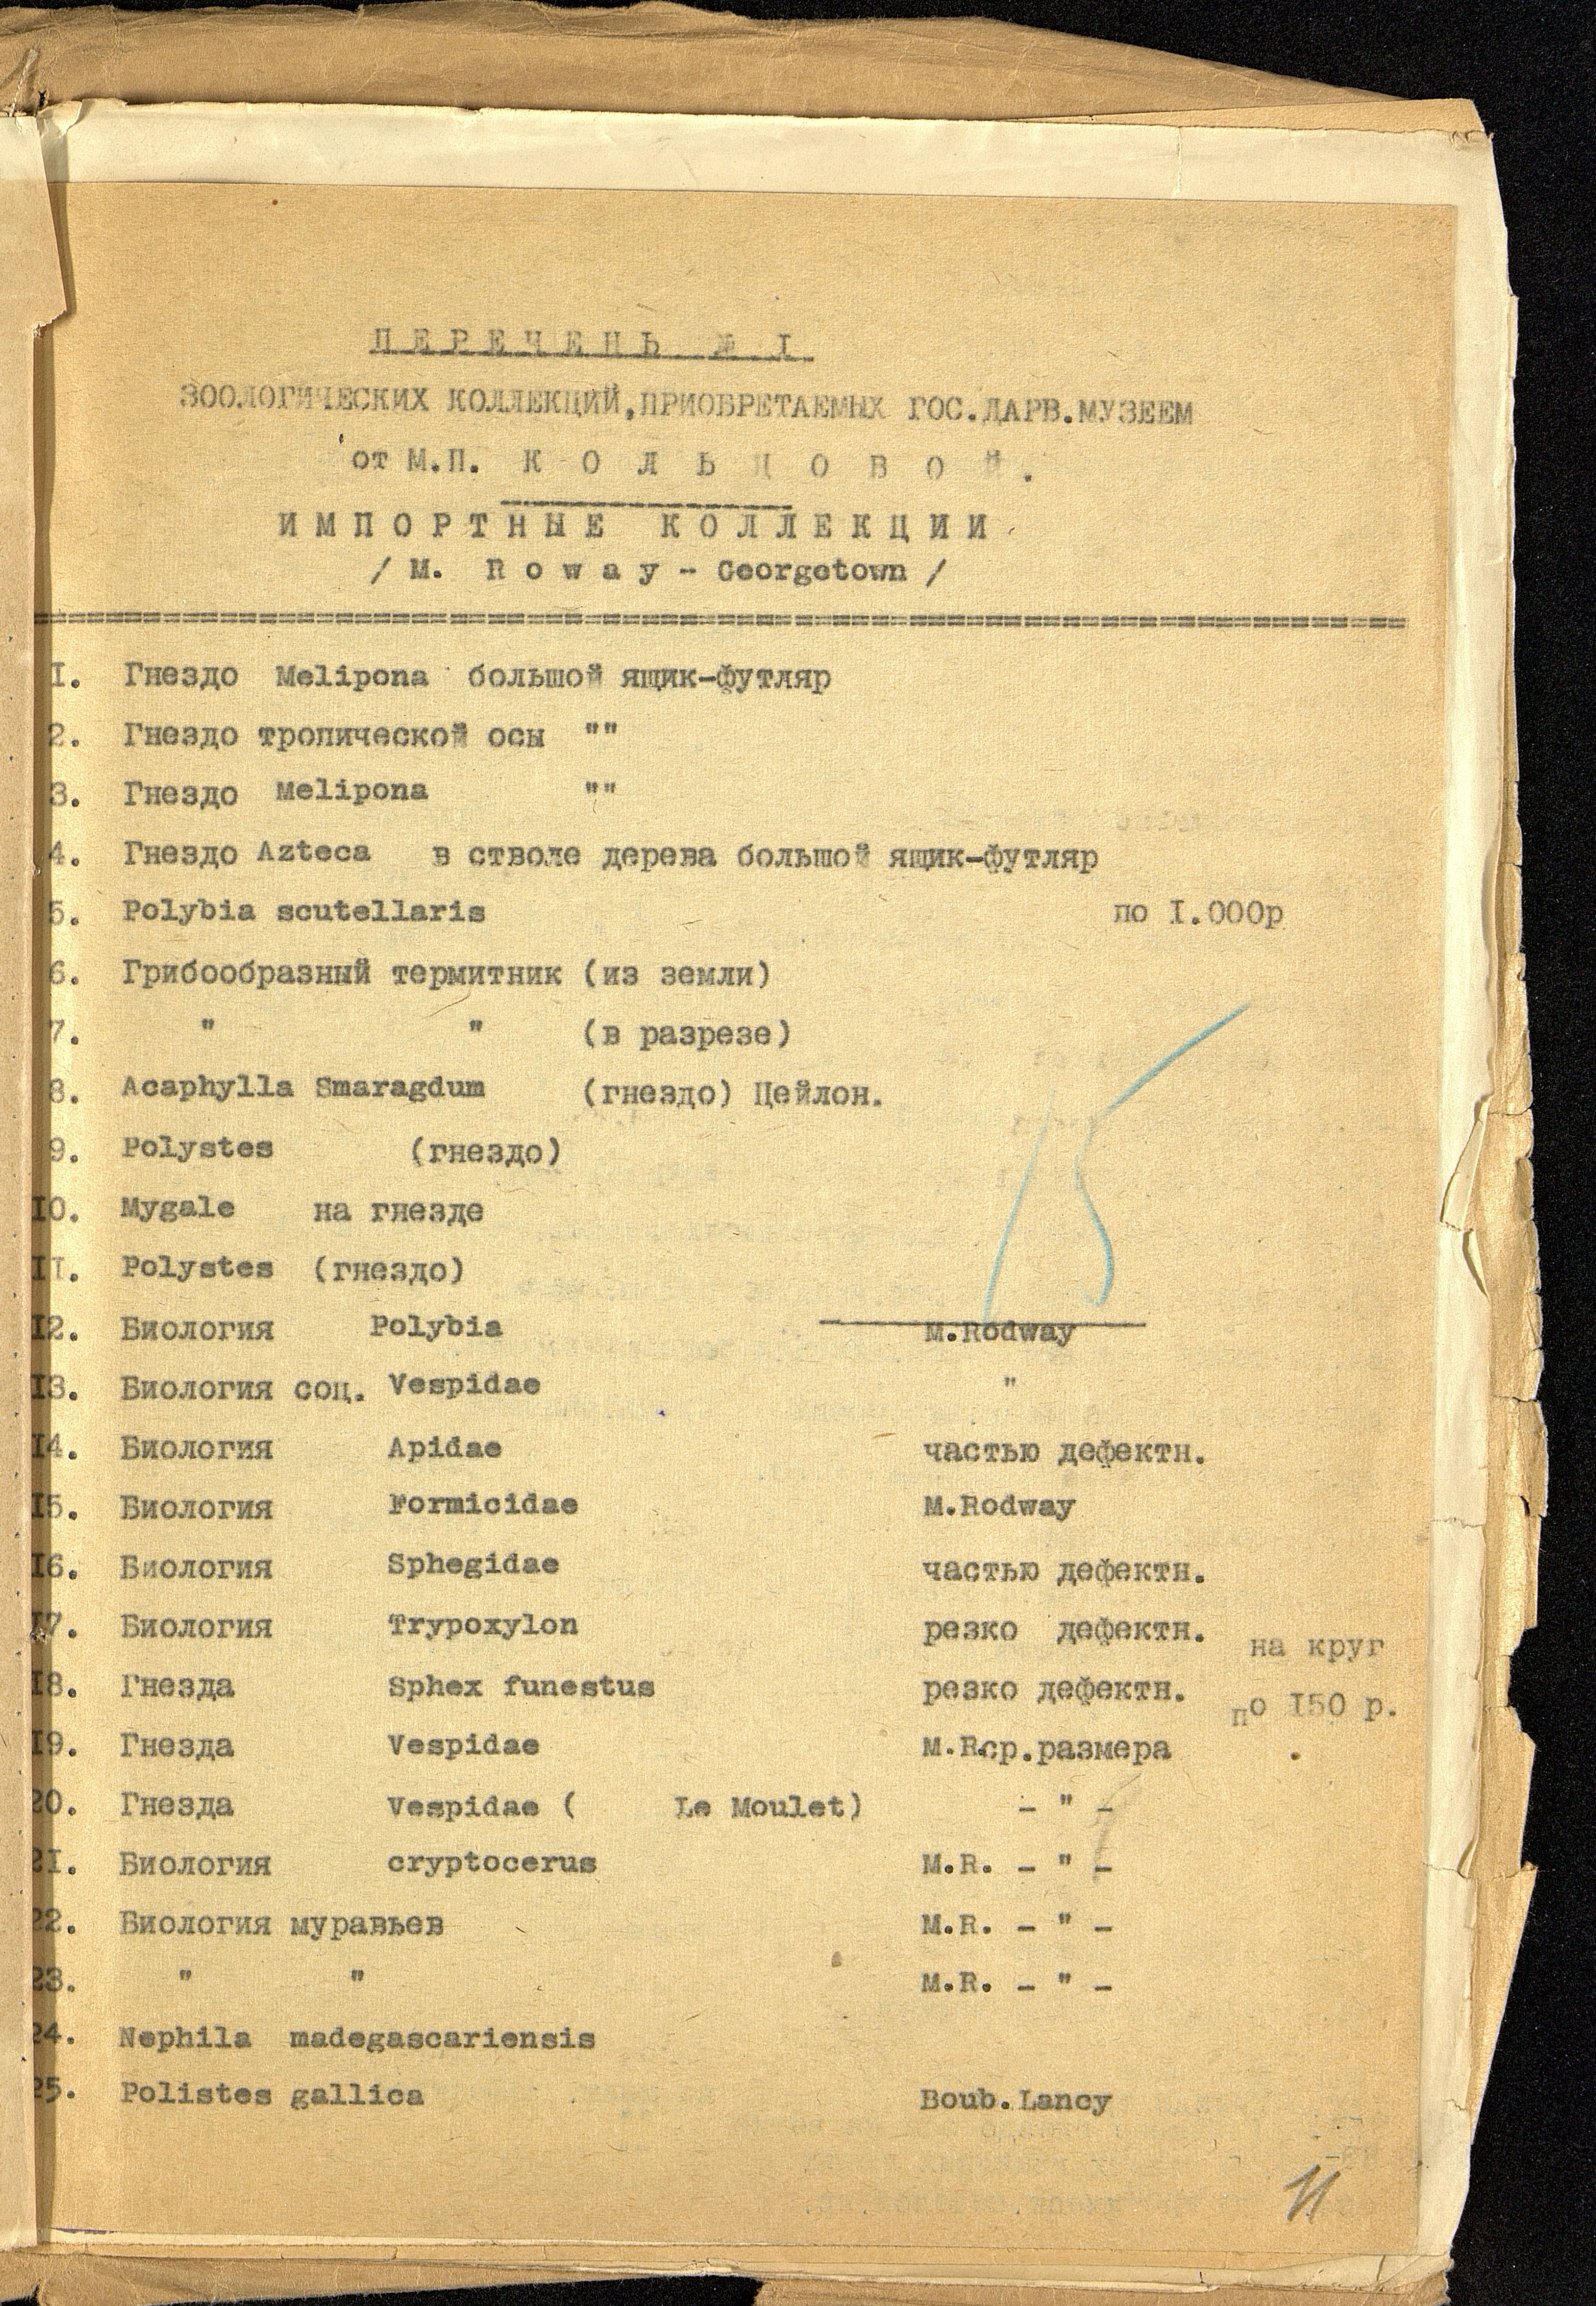 ПЕРЕЧЕНЬ № I
ЗООЛОГИЧЕСКИХ КОЛЛЕКЦИЙ, ПРИОБРЕТАЕМЫХ ГОС.ДАРВ.МУЗЕЕМ
от М.П. КОЛЬЦОВОЙ.
ИМПОРТНЫЕ КОЛЛЕКЦИИ
/ M. Roway - Georgetown /
I. Гнездо Melipona большой ящик-футляр
2. Гнездо тропической осы ""
3. Гнездо Melipona ""
4. Гнездо Azteca в стволе дерева большой ящик-футляр
5. Polybia scutellaris по I.000р
6. Грибообразный термитник (из земли)
7. " " (в разрезе)
8. Acaphylla Smaragdum (гнездо) Цейлон.
9. Polystes (гнездо)
I0. Mygale на гнезде
II. Polystes (гнездо)
15
I2. Биология Polybia M.Rodway
I3. Биология соц. Vespidae "
I4. Биология Apidae частью дефектн.
I5. Биология Formicidae M.Rodway
I6. Биология Sphegidae частью дефектн.
I7. Биология Trypoxylon резко дефектн. на круг
I8. Гнезда Sphex funestus резко дефектн. по I50 р.
I9. Гнезда Vespidae M.R.ср.размера
20. Гнезда Vespidae ( Le Moulet) - " -
2I. Биология cryptocerus M.R. - " -
22. Биология муравьев M.R. - " -
23. " " M.R. - " -
24. Nephila madegascariensis
25. Polistes gallica Boub.Lancy
11